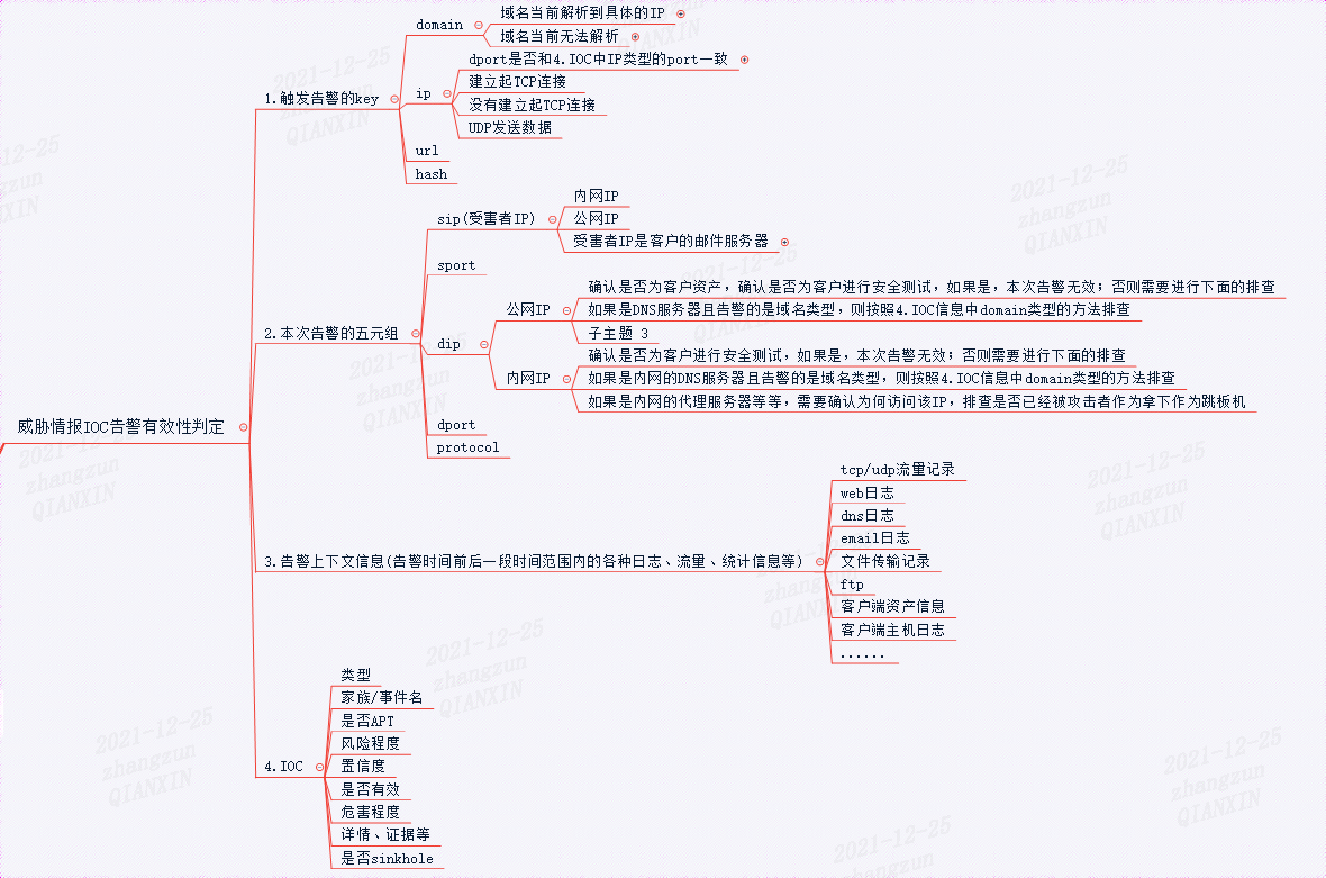 威胁情报IOC告警有效性判定
1.触发告警的key
domain
域名当前解析到具体的IP
域名当前无法解析
ip
dport是否和4.IOC中IP类型的port一致
建立起TCP连接
没有建立起TCP连接
UDP发送数据
url
hash
2.本次告警的五元组
sip(受害者IP)
内网IP
公网IP
受害者IP是客户的邮件服务器
sport
dip
公网IP
确认是否为客户资产，确认是否为客户进行安全测试，如果是，本次告警无效；否则需要进行下面的排查
如果是DNS服务器且告警的是域名类型，则按照4.IOC信息中domain类型的方法排查
子主题 3
内网IP
确认是否为客户进行安全测试，如果是，本次告警无效；否则需要进行下面的排查
如果是内网的DNS服务器且告警的是域名类型，则按照4.IOC信息中domain类型的方法排查
如果是内网的代理服务器等等，需要确认为何访问该IP，排查是否已经被攻击者作为拿下作为跳板机
dport
protocol
3.告警上下文信息(告警时间前后一段时间范围内的各种日志、流量、统计信息等)
tcp/udp流量记录
web日志
dns日志
email日志
文件传输记录
ftp
客户端资产信息
客户端主机日志
......
4.IOC
类型
家族/事件名
是否APT
风险程度
置信度
是否有效
危害程度
详情、证据等
是否sinkhole
2021-12-25
zhangzun
QIANXIN